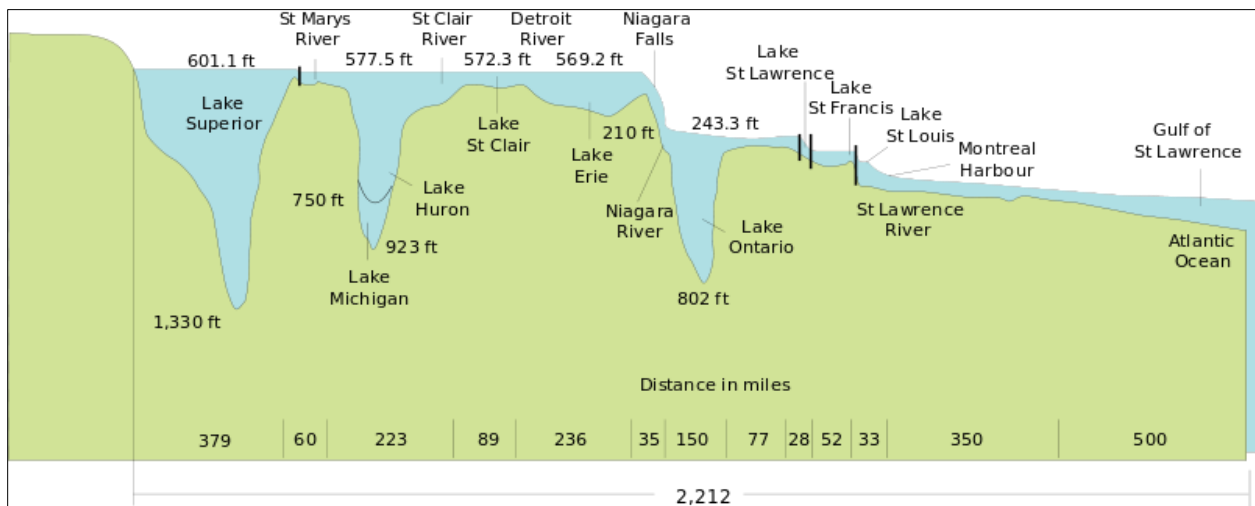 St Marys
River
St Clair
River
Detroit
River
Niagara
Falls
601.1 ft
577.5 ft
572.3 ft
569.2 ft
Lake
St Lawrence
Lake
St Francis
Lake
St Louis
Montreal
Harbour
Gulf of
St Lawrence
Lake
Superior
Lake
St Clair
210 ft
243.3 ft
Lake
Erie
750 ft
Lake
Huron
923 ft
Niagara
River
Lake
Ontario
St Lawrence
River
Atlantic
Ocean
Lake
Michigan
1,330 ft
802 ft
Distance in miles
379 60 223 89 236 35 150 77 28 52 33 350 500
2,212